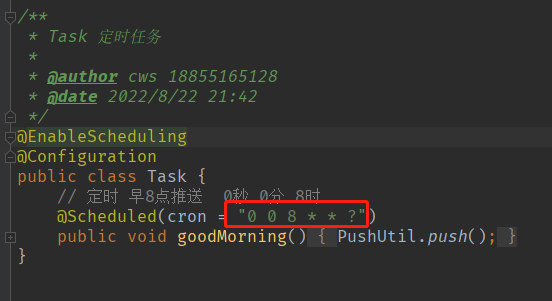 /**
* Task 定时任务
*
* @author cws 18855165128
* @date 2022/8/22 21:42
*/
@EnableScheduling
@Configuration
public class Task {
// 定时 早8点推送 0秒 0分 8时
@Scheduled(cron = "0 0 8 * * ?")
public void goodMorning() { PushUtil.push(); }
}